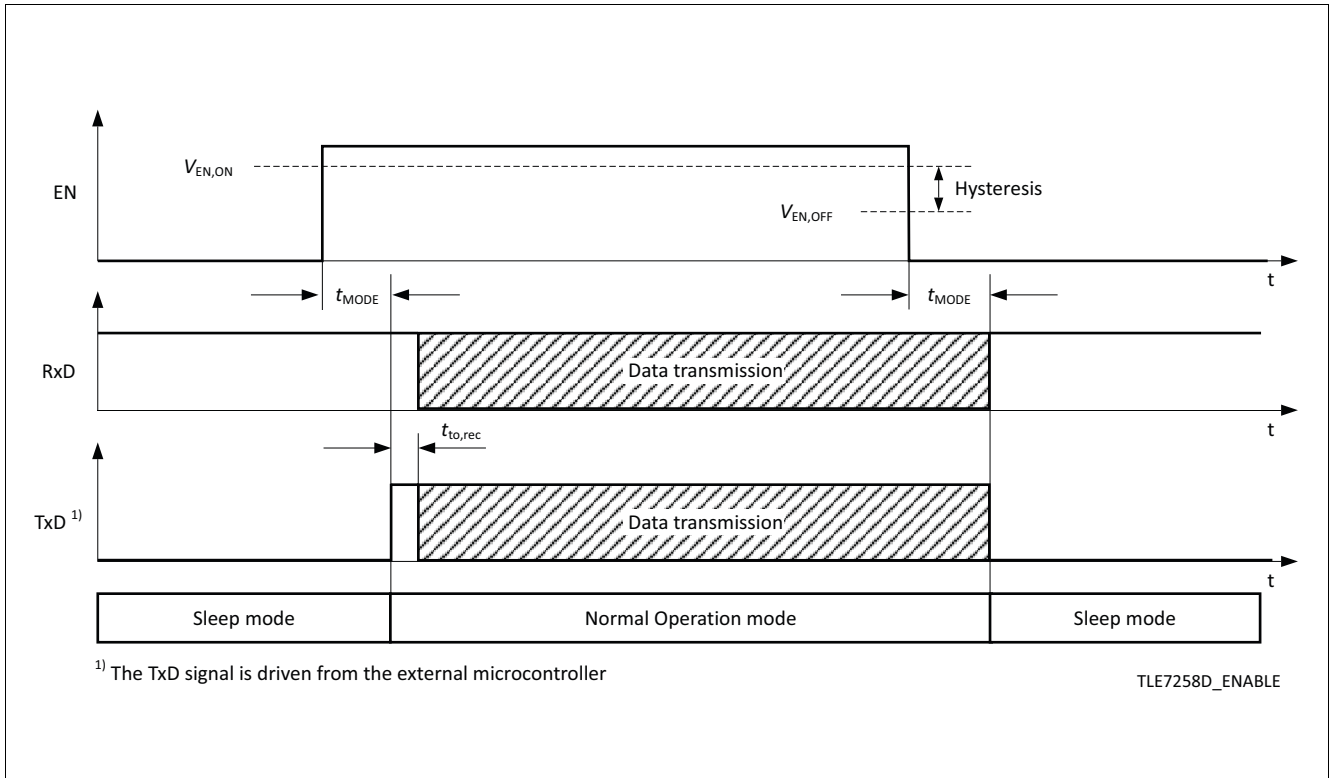 V_EN,ON
EN
Hysteresis
V_EN,OFF
t
t_MODE
t_MODE
RxD
Data transmission
t
t_to,rec
TxD 1)
Data transmission
t
Sleep mode
Normal Operation mode
Sleep mode
1) The TxD signal is driven from the external microcontroller
TLE7258D_ENABLE